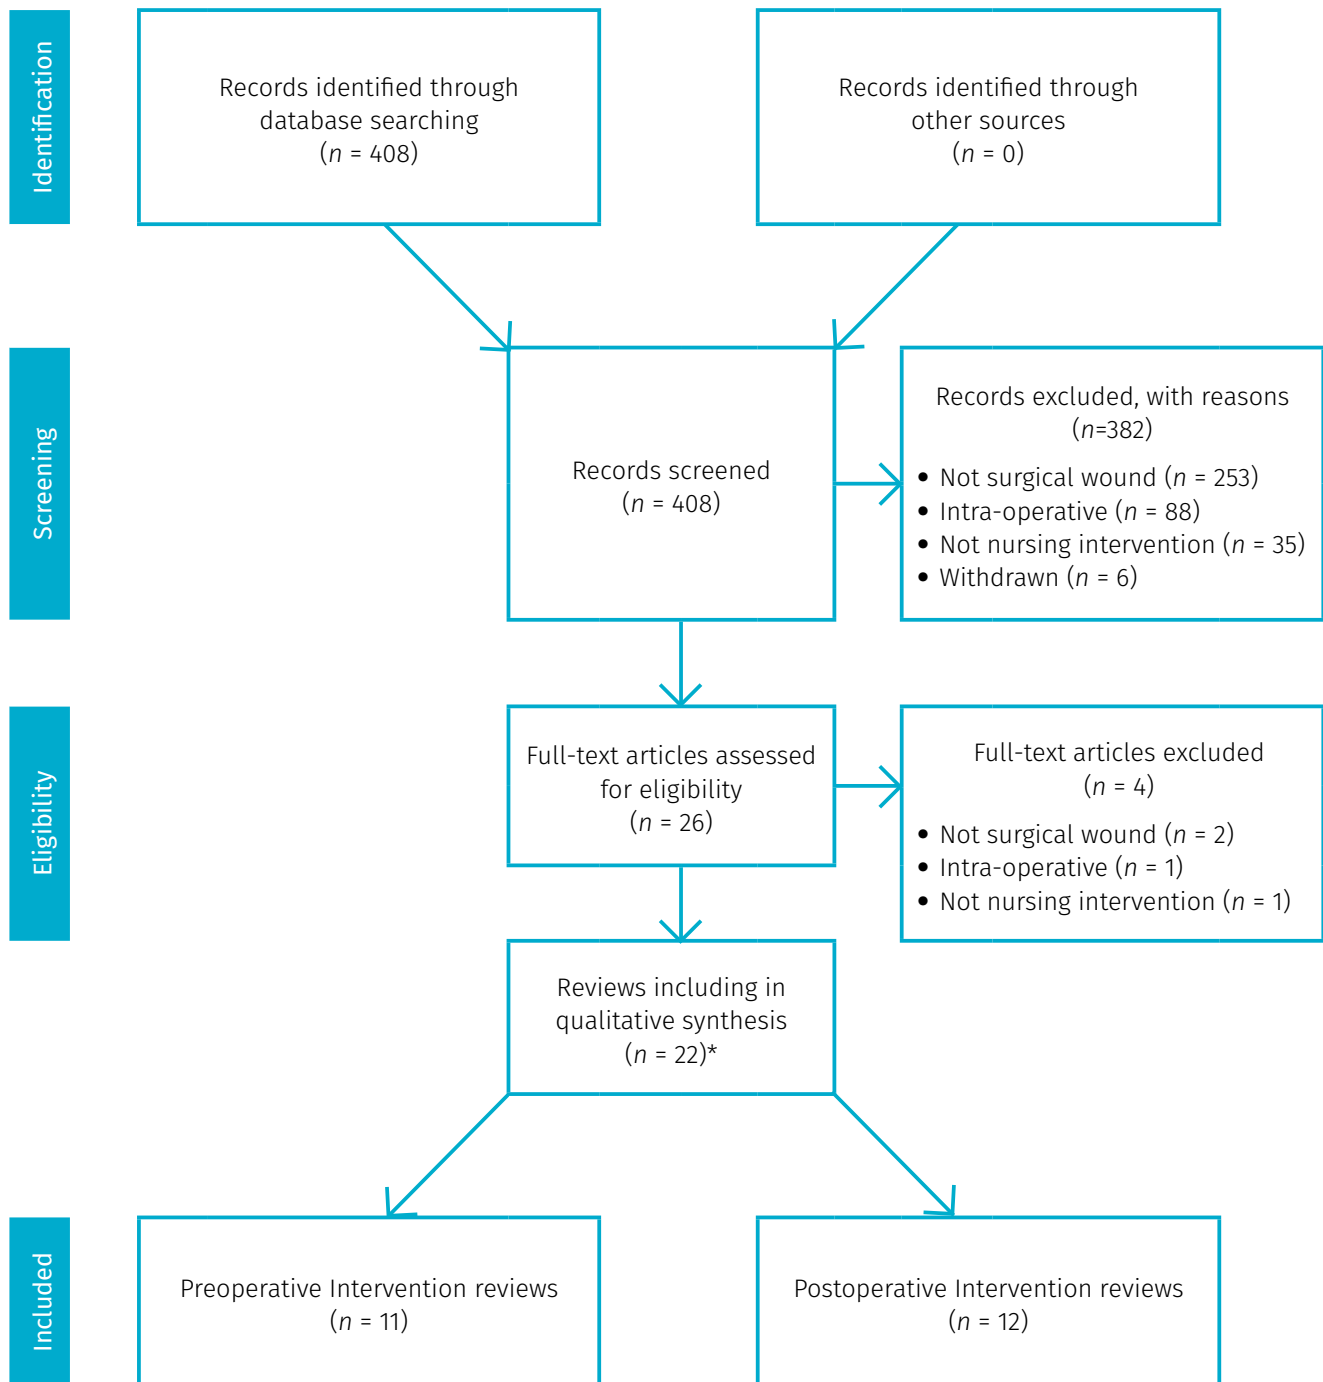 Identification
Records identified through
database searching
(n = 408)
Records identified through
other sources
(n = 0)
Screening
Records screened
(n = 408)
Records excluded, with reasons
(n=382)
• Not surgical wound (n = 253)
• Intra-operative (n = 88)
• Not nursing intervention (n = 35)
• Withdrawn (n = 6)
Eligibility
Full-text articles assessed
for eligibility
(n = 26)
Full-text articles excluded
(n = 4)
• Not surgical wound (n = 2)
• Intra-operative (n = 1)
• Not nursing intervention (n = 1)
Reviews including in
qualitative synthesis
(n = 22)*
Included
Preoperative Intervention reviews
(n = 11)
Postoperative Intervention reviews
(n = 12)